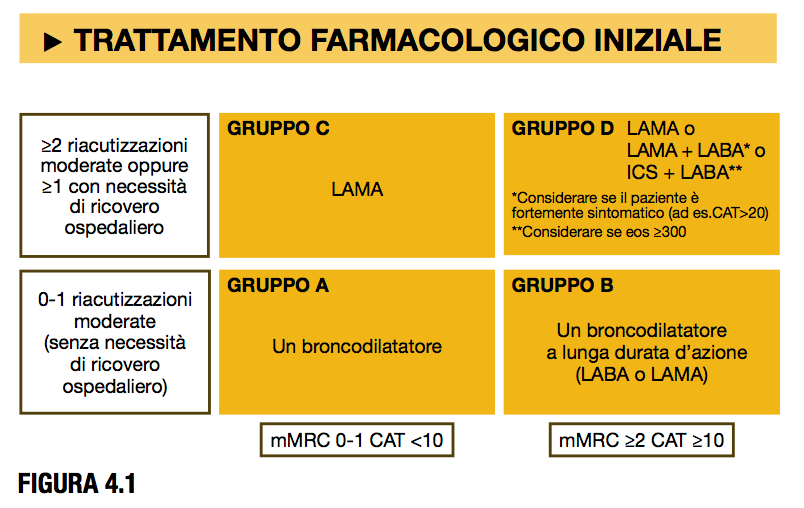 ► TRATTAMENTO FARMACOLOGICO INIZIALE
≥2 riacutizzazioni
moderate oppure
≥1 con necessità
di ricovero
ospedaliero
GRUPPO C
LAMA
GRUPPO D LAMA o
LAMA + LABA* o
ICS + LABA**
*Considerare se il paziente è
fortemente sintomatico (ad es.CAT>20)
**Considerare se eos ≥300
0-1 riacutizzazioni
moderate
(senza necessità
di ricovero
ospedaliero)
GRUPPO A
Un broncodilatatore
GRUPPO B
Un broncodilatatore
a lunga durata d’azione
(LABA o LAMA)
mMRC 0-1 CAT <10
mMRC ≥2 CAT ≥10
FIGURA 4.1